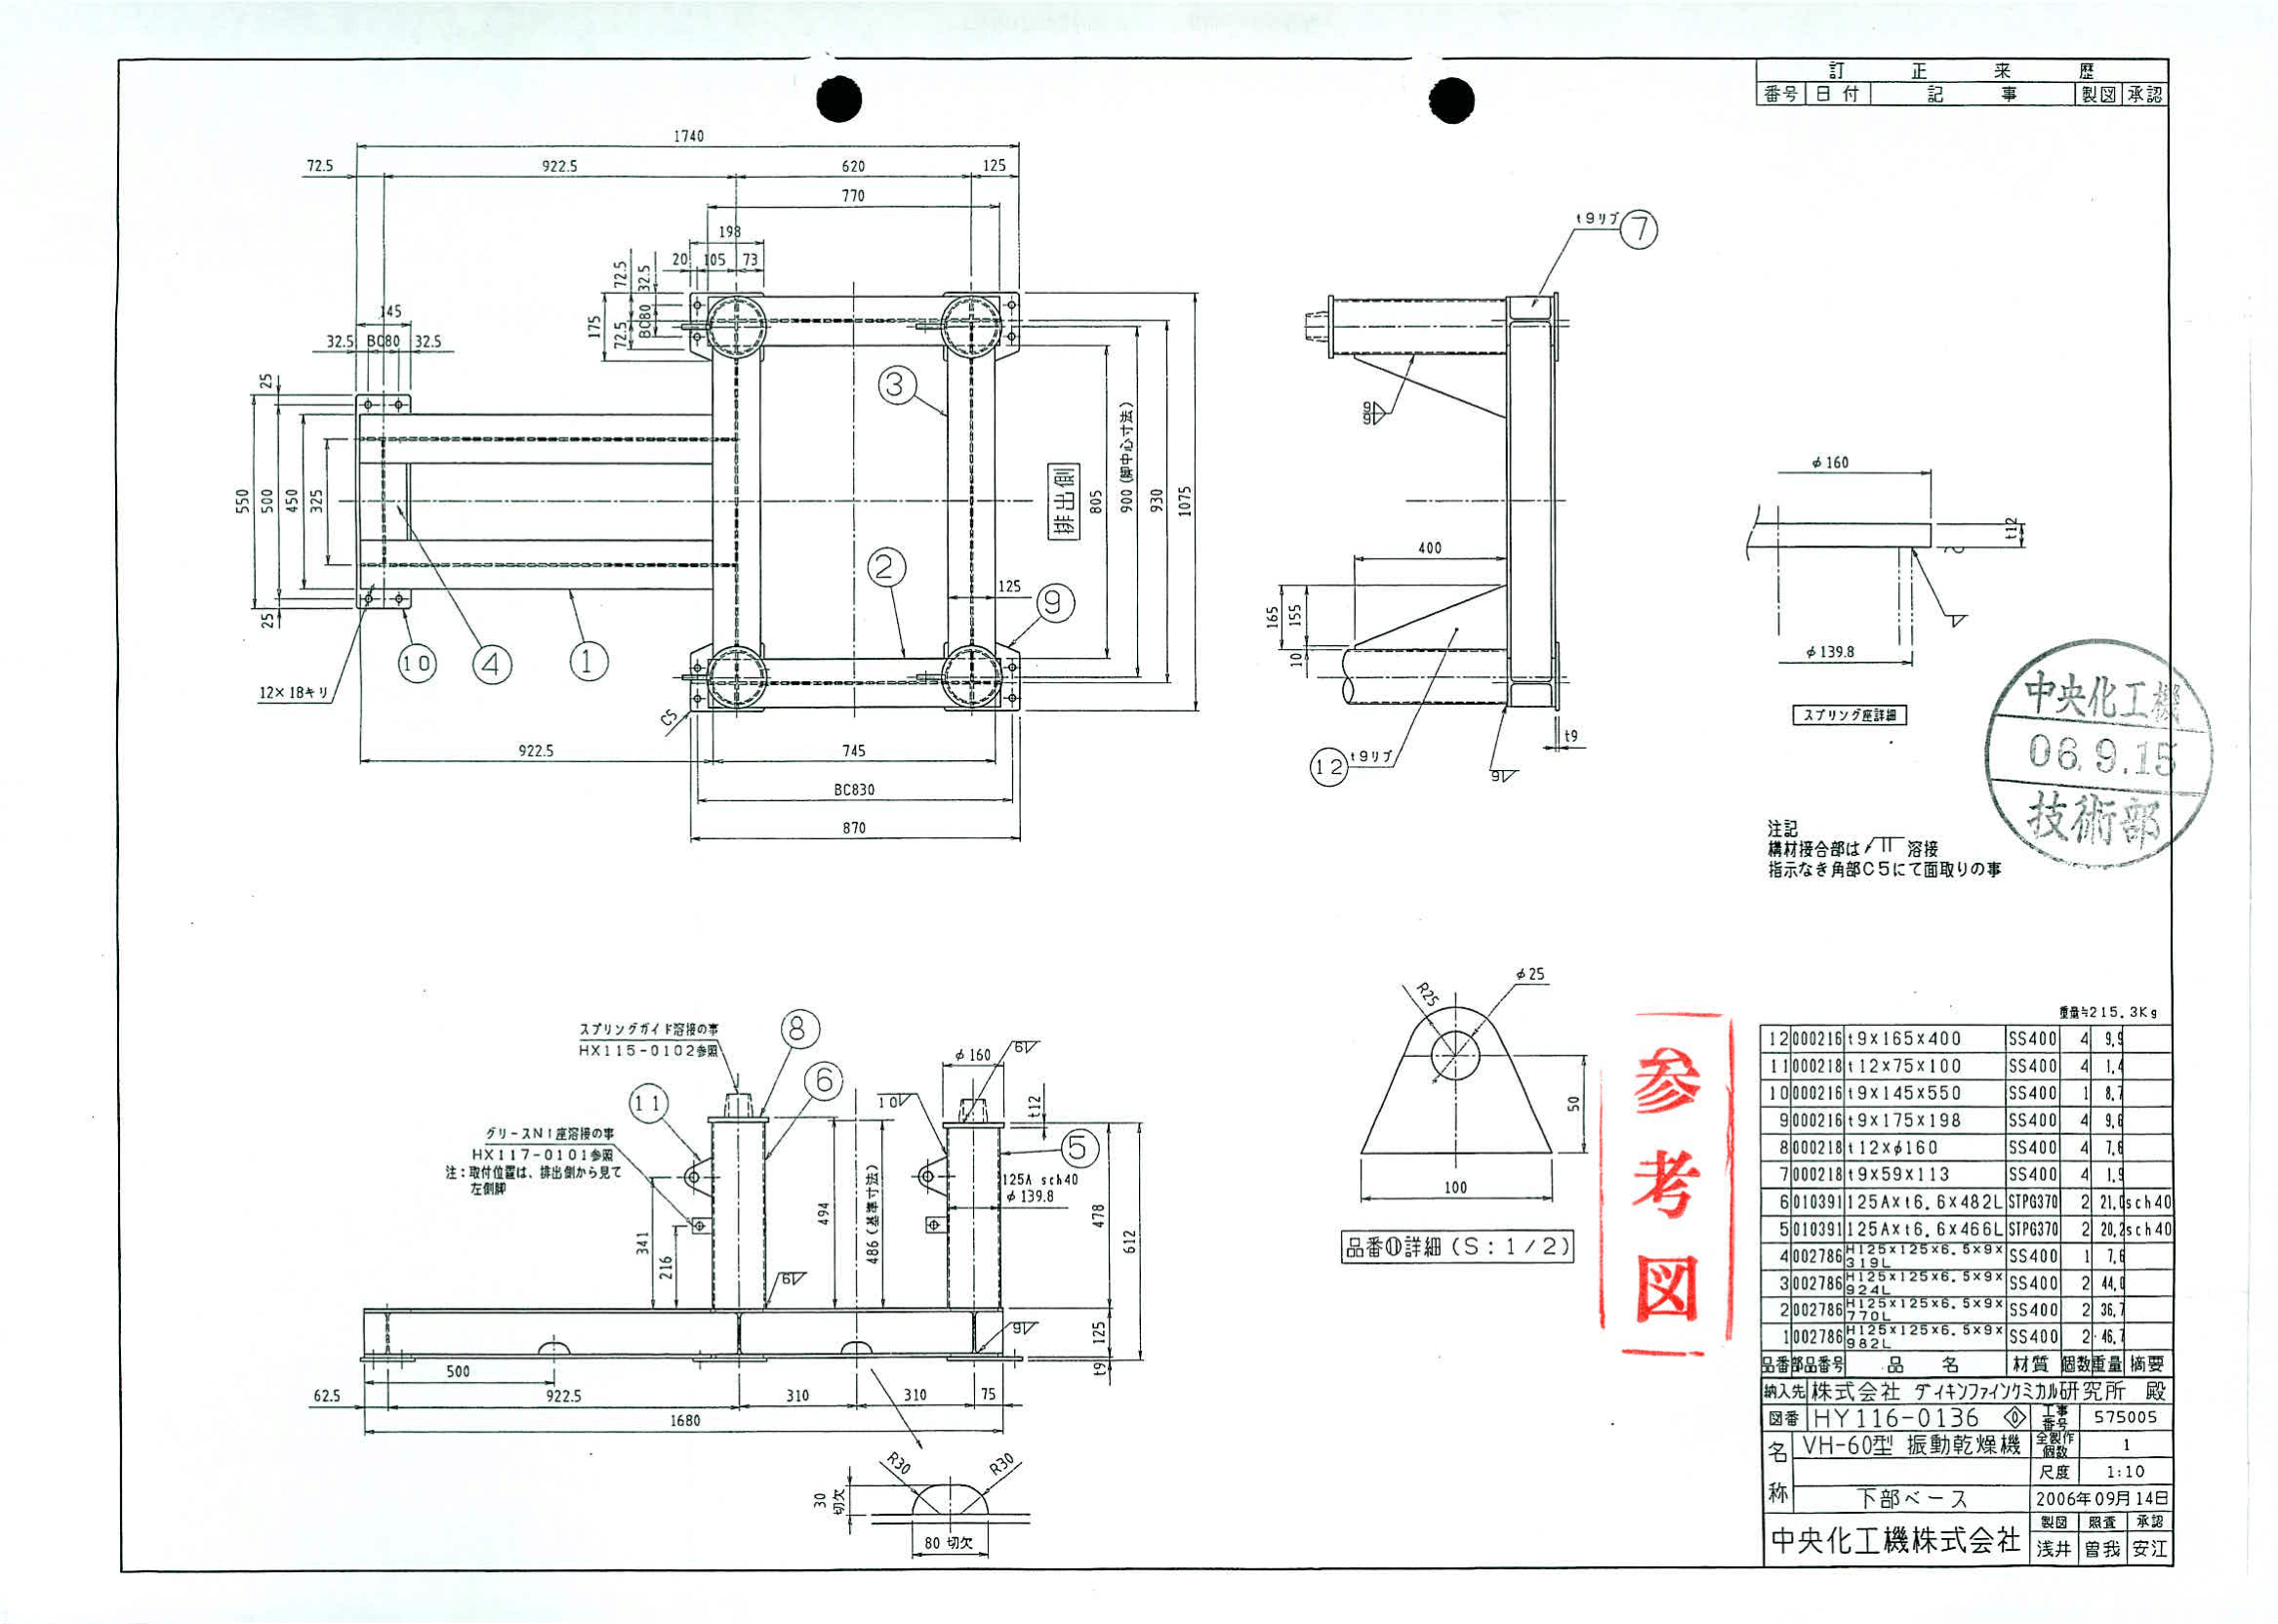 訂 正 来 歴
番号 日 付 記 事 製図 承認
1740
72.5 922.5 620 125
770
198
20 105 73
72.5 32.5
175 72.5 BC80
145
32.5 BC80 32.5
25
550 500 450 325
25
③
②
①
④
⑩
⑨
125
排出側
805
900 (脚中心寸法)
930
1075
12×18キリ
C5
922.5 745
BC830
870
t9リブ ⑦
6 6
400
165 155
10
⑫ t9リブ
6
t9
φ160
t12
φ139.8
スプリング座詳細
中央化工機
06.9.15
技術部
注記
構材接合部は 溶接
指示なき角部C5にて面取りの事
スプリングガイド溶接の事
HX115-0102参照
⑧
⑥
⑪
グリースNI座溶接の事
HX117-0101参照
注:取付位置は、排出側から見て
左側脚
φ160
6
10
t12
⑤
125A sch40
φ139.8
341
216
494
486 (基準寸法)
478
612
6
6
125
t9
500
62.5 922.5 310 310 75
1680
R30 R30
30 切欠
80 切欠
R25 φ25
50
100
品番⑪詳細(S:1/2)
参考図
重量≒215.3Kg
12 000216 t9×165×400 SS400 4 9.9
11 000218 t12×75×100 SS400 4 1.4
10 000216 t9×145×550 SS400 1 8.7
9 000216 t9×175×198 SS400 4
8 000218 t12×φ160 SS400 4
7 000218 t9×59×113 SS400 4 1.9
6 010391 125A×t6.6×482L STPG370 2 21.0 sch40
5 010391 125A×t6.6×466L STPG370 2 20.2 sch40
4 002786 H125×125×6.5×9×319L SS400 1
3 002786 H125×125×6.5×9×924L SS400 2 44.0
2 002786 H125×125×6.5×9×770L SS400 2 36.7
1 002786 H125×125×6.5×9×982L SS400 2 46.7
品番 部品番号 品 名 材質 個数 重量 摘要
納入先 株式会社 ダイキンファインケミカル研究所 殿
図番 HY116-0136 0 工事番号 575005
名称 VH-60型 振動乾燥機 全製作個数 1
尺度 1:10
下部ベース 2006年09月14日
中央化工機株式会社 製図 照査 承認
浅井 曽我 安江